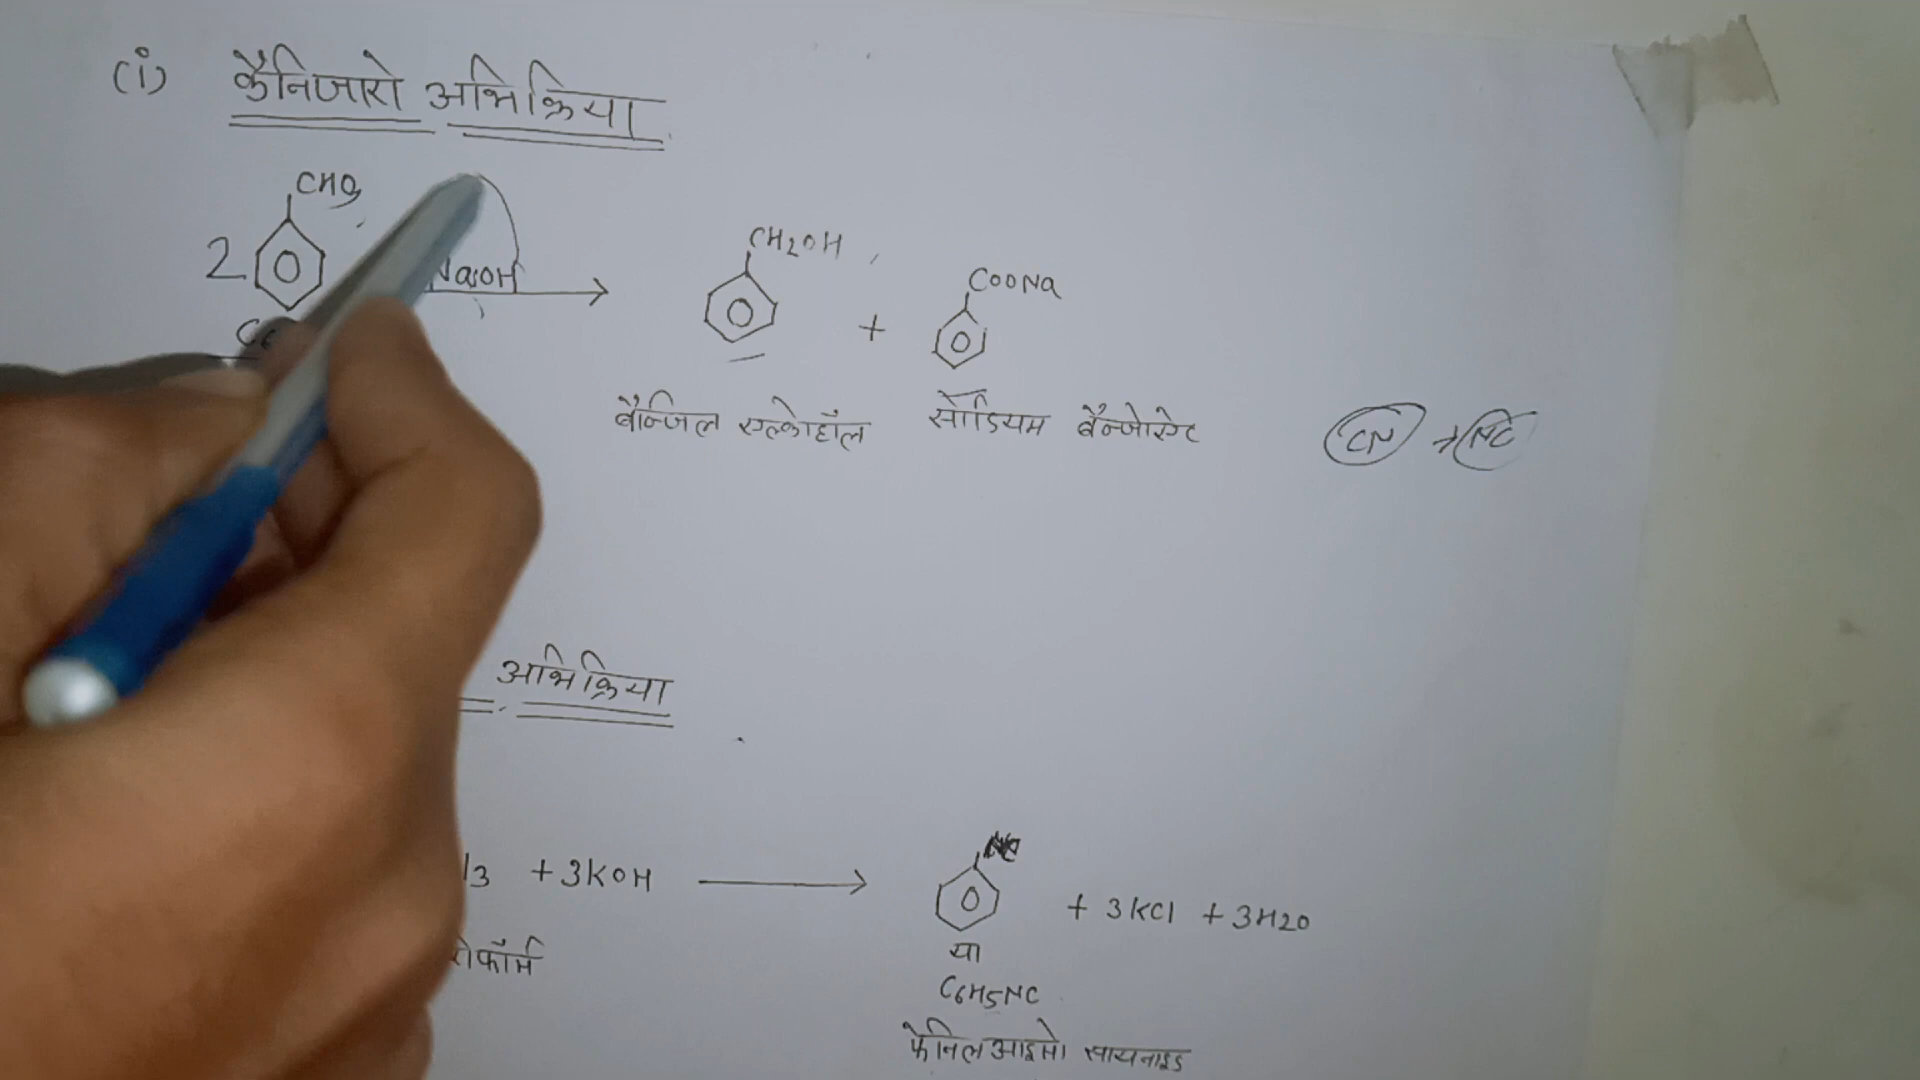 (i) कैनिजारो अभिक्रिया
CHO
2
NaOH
CH2OH
+
COONa
बैन्जिल एल्कोहॉल सोडियम बैन्जोएट
CN → NC
अभिक्रिया
l3 + 3KOH
+ 3KCl + 3H2O
रोफॉर्म
या
C6H5NC
फेनिल आइसो सायनाइड